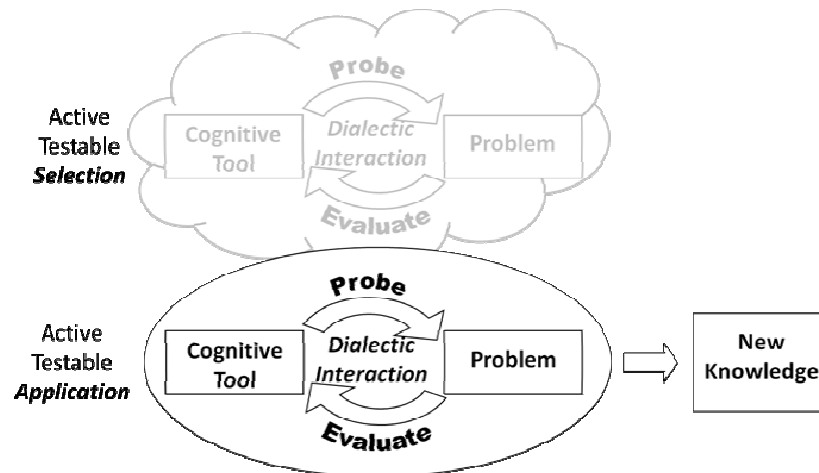 Probe
Active
Testable
Selection
Cognitive
Tool
Dialectic
Interaction
Problem
Evaluate
Probe
Active
Testable
Application
Cognitive
Tool
Dialectic
Interaction
Problem
New
Knowledge
Evaluate